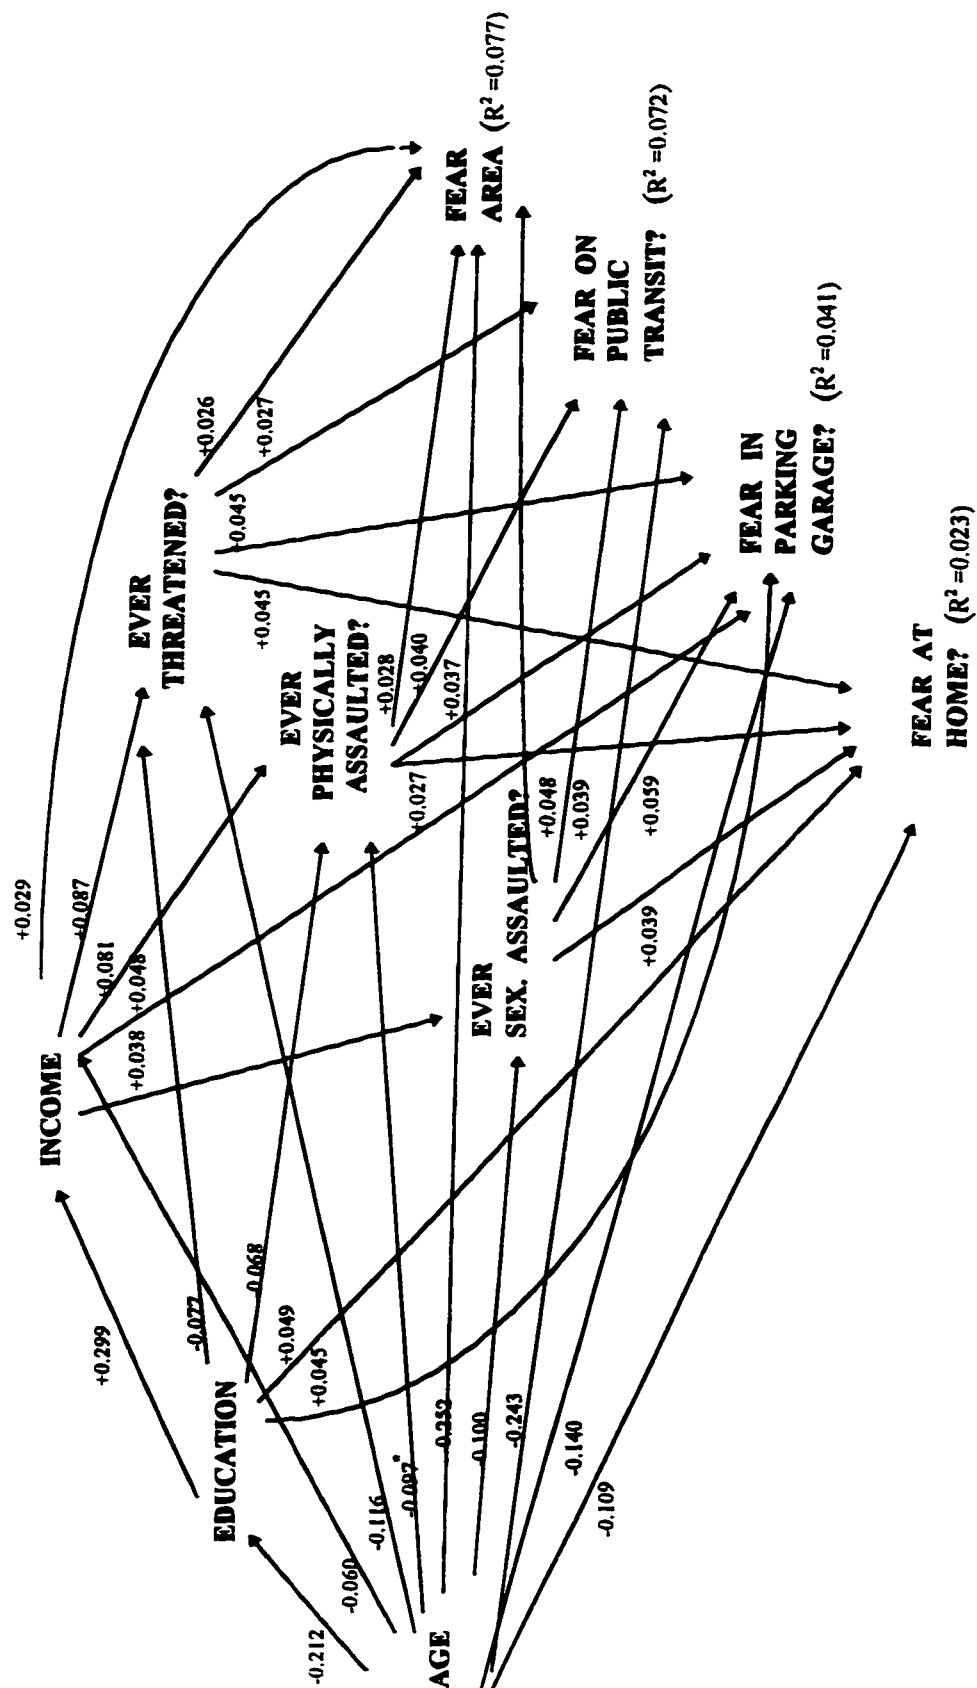 INCOME
+0.029
+0.087
+0.081
+0.048
+0.038
+0.299
EVER
THREATENED?
+0.026
+0.027
+0.045
+0.045
EDUCATION
-0.077
-0.068
+0.049
+0.045
EVER
PHYSICALLY
ASSAULTED?
+0.028
+0.040
+0.037
+0.027
FEAR
AREA (R² =0.077)
AGE
-0.212
-0.060
-0.116
-0.097*
-0.252
-0.100
-0.243
-0.140
-0.109
EVER
SEX. ASSAULTED?
+0.048
+0.039
+0.059
+0.039
FEAR ON
PUBLIC
TRANSIT? (R² =0.072)
FEAR IN
PARKING
GARAGE? (R² =0.041)
FEAR AT
HOME? (R² =0.023)